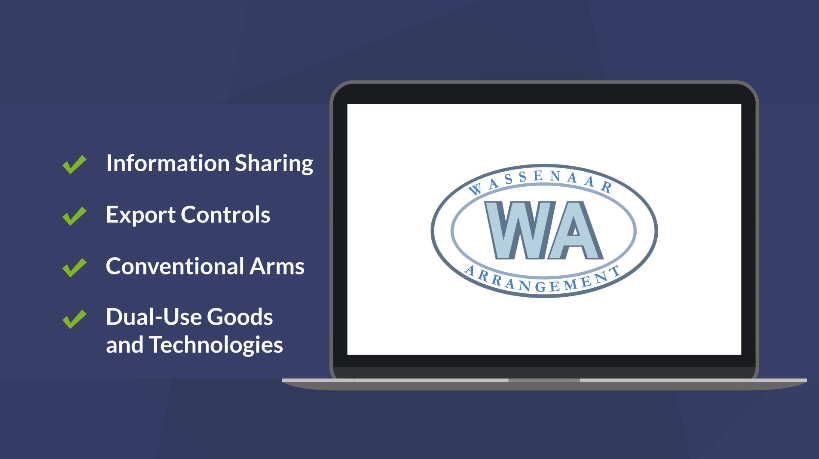 Information Sharing
Export Controls
Conventional Arms
Dual-Use Goods
and Technologies
WASSENAAR
WA
ARRANGEMENT